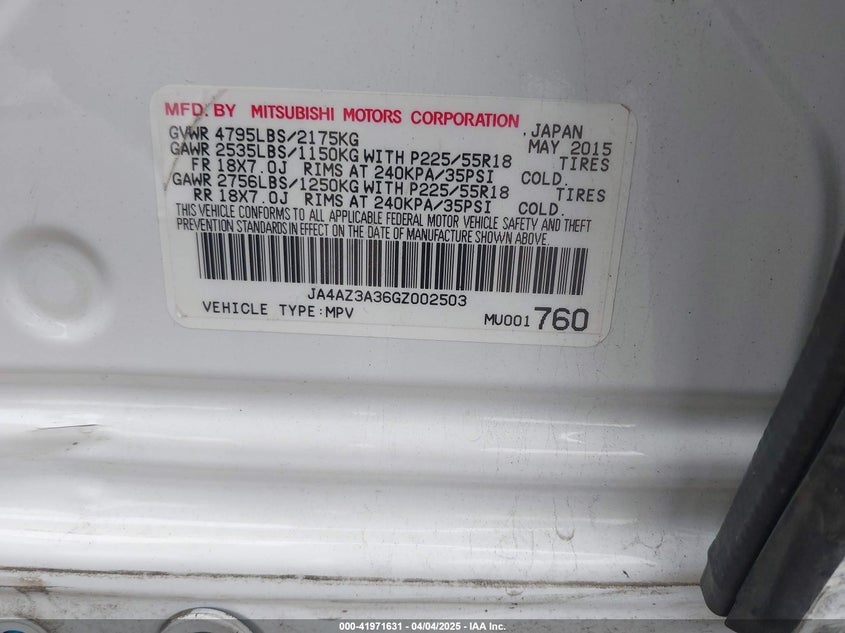 MFD. BY MITSUBISHI MOTORS CORPORATION
GVWR 4795LBS/2175KG , JAPAN
GAWR 2535LBS/1150KG WITH P225/55R18 MAY 2015
FR 18X7.0J RIMS AT 240KPA/35PSI TIRES
COLD.
GAWR 2756LBS/1250KG WITH P225/55R18 TIRES
RR 18X7.0J RIMS AT 240KPA/35PSI COLD.
THIS VEHICLE CONFORMS TO ALL APPLICABLE FEDERAL MOTOR VEHICLE SAFETY AND THEFT
PREVENTION STANDARDS IN EFFECT ON THE DATE OF MANUFACTURE SHOWN ABOVE.
JA4AZ3A36GZ002503
VEHICLE TYPE:MPV MU001 760
000-41971631 - 04/04/2025 - IAA Inc.